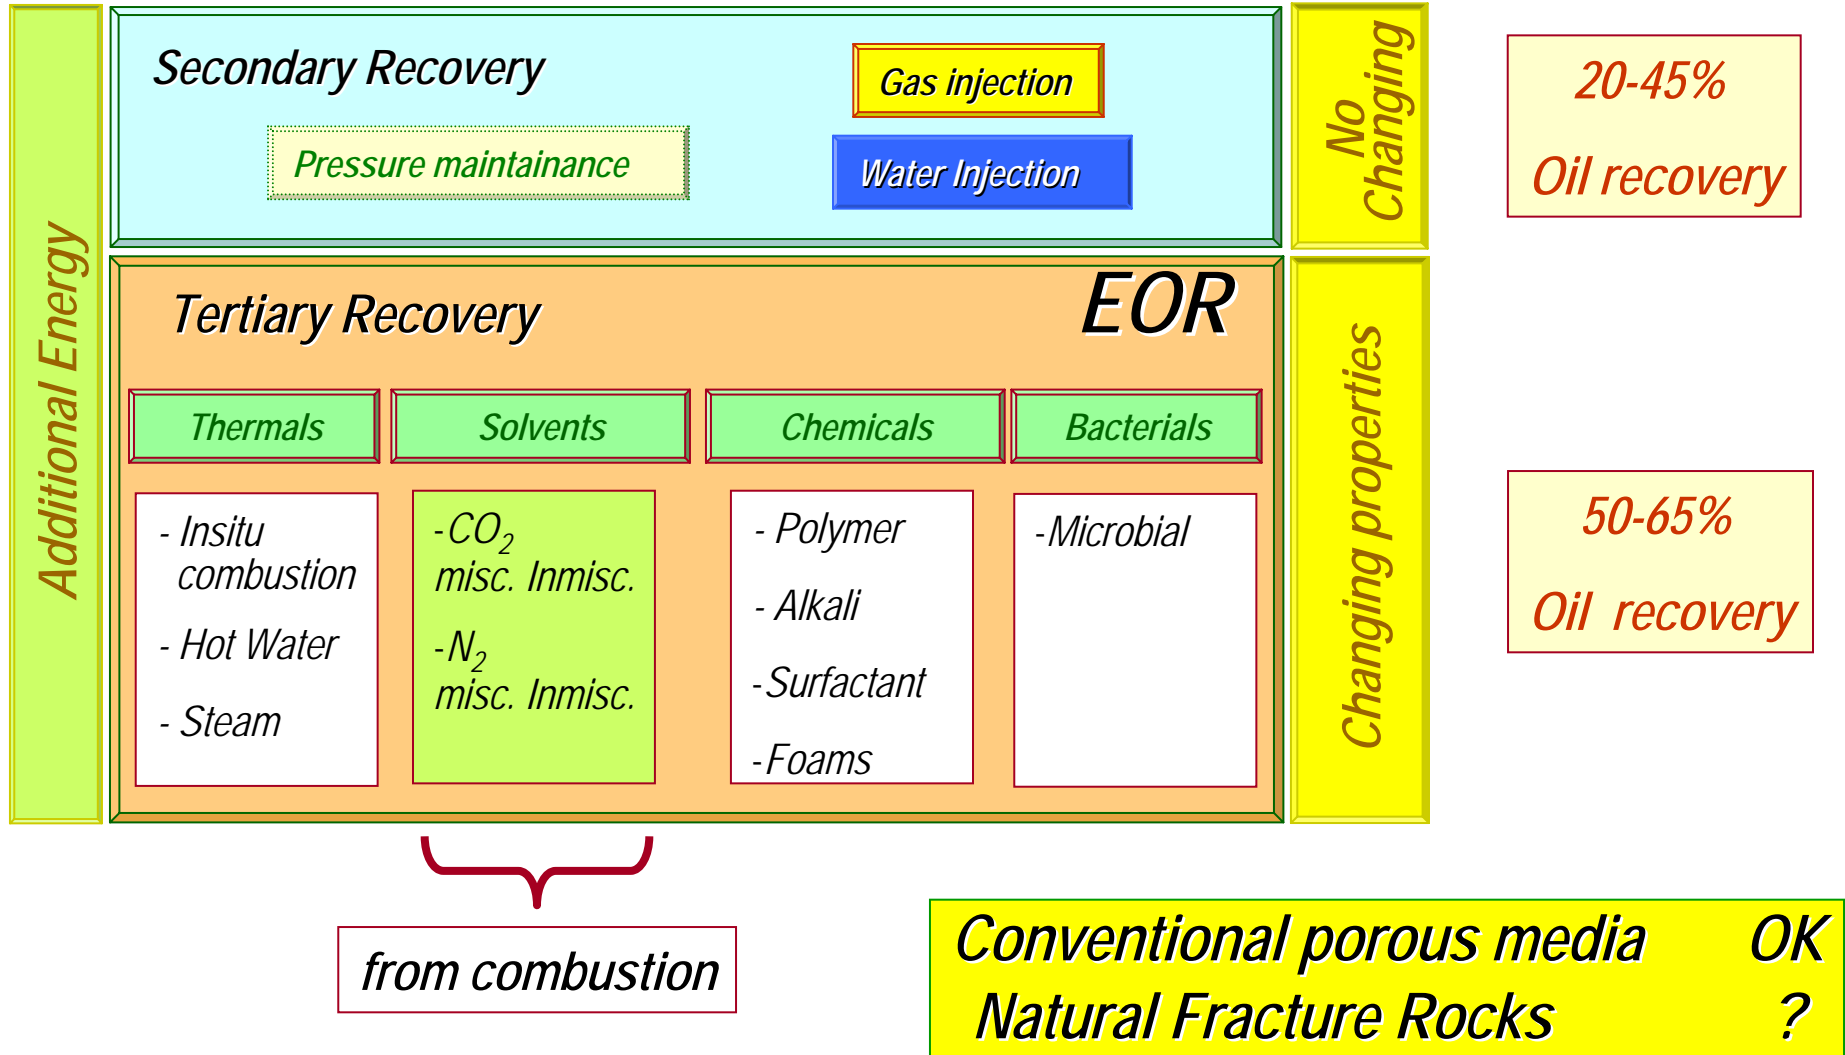 Additional Energy
Secondary Recovery
Gas injection
Pressure maintainance
Water Injection
No
Changing
20-45%
Oil recovery
Tertiary Recovery
EOR
Thermals
Solvents
Chemicals
Bacterials
- Insitu
combustion
- Hot Water
- Steam
-CO2
misc. Inmisc.
-N2
misc. Inmisc.
- Polymer
- Alkali
-Surfactant
-Foams
-Microbial
Changing properties
50-65%
Oil recovery
from combustion
Conventional porous media OK
Natural Fracture Rocks ?